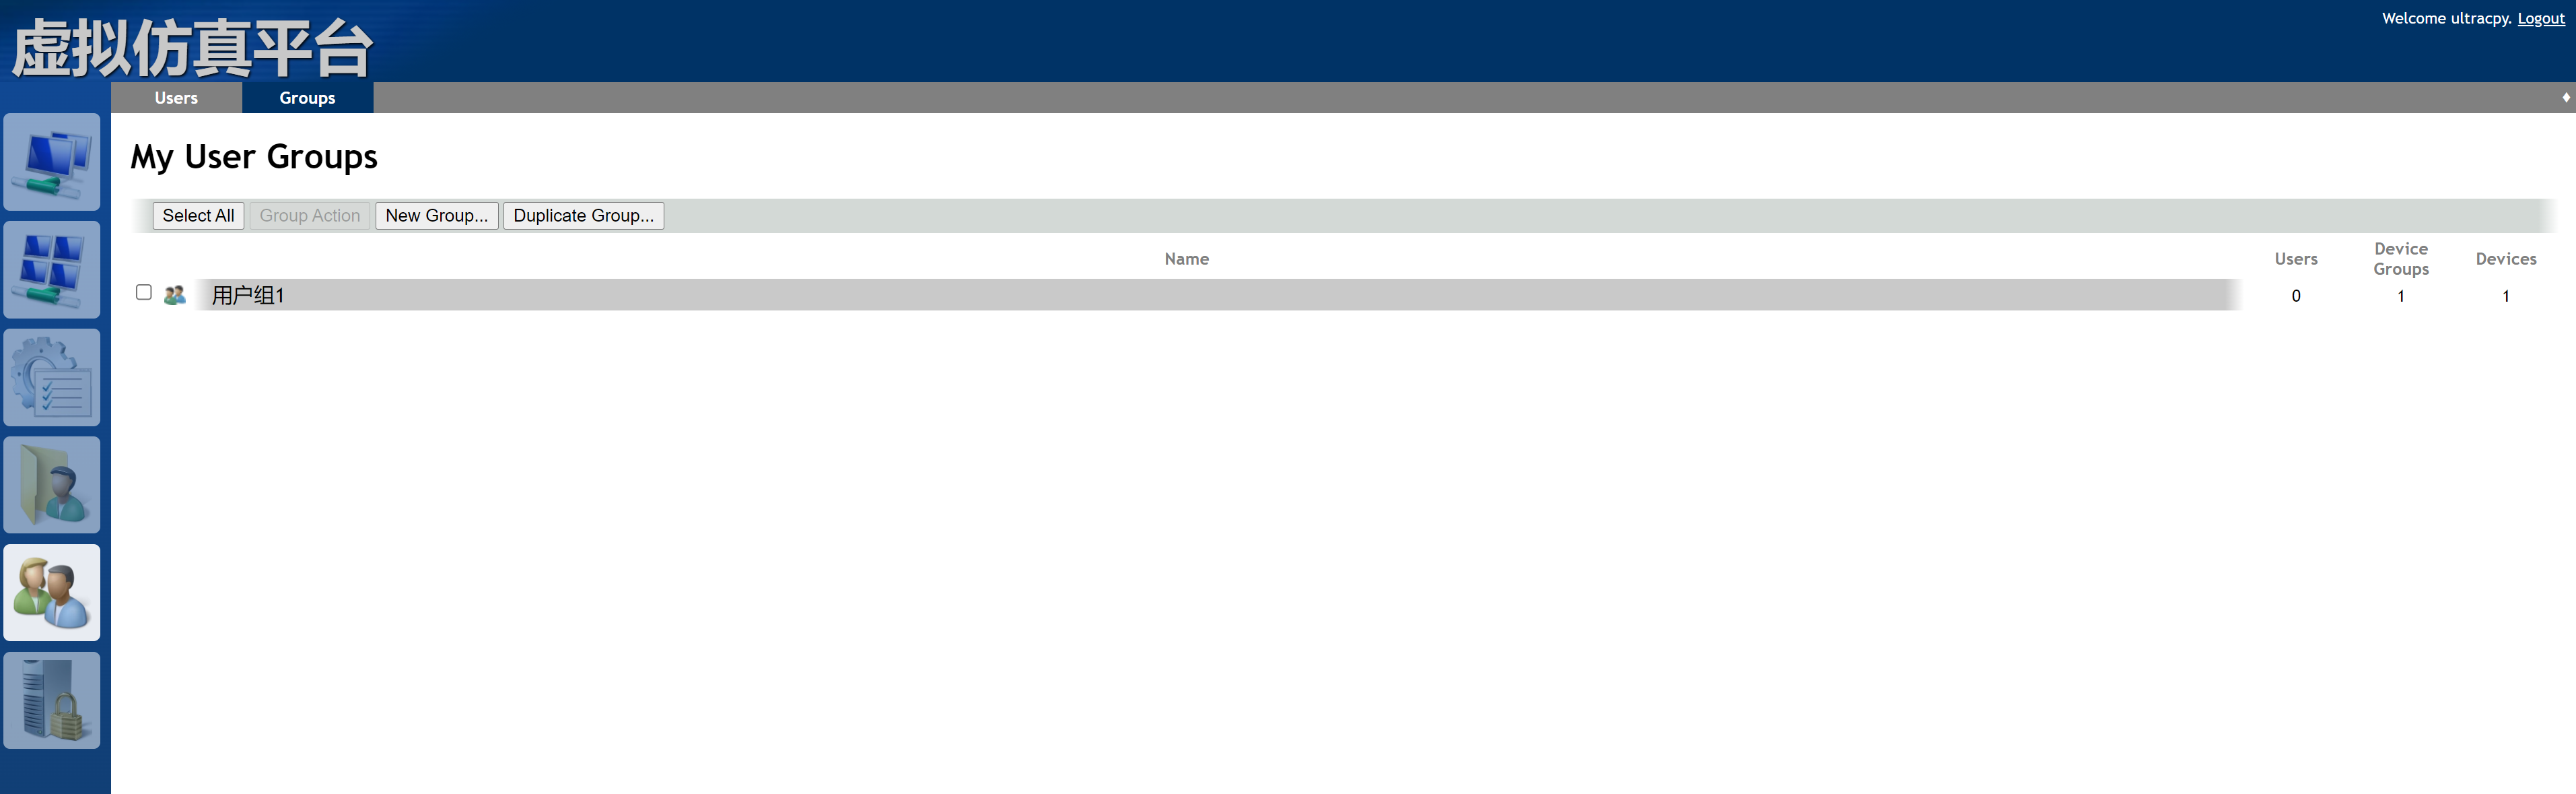 虚拟仿真平台
Welcome ultracpy. Logout
Users Groups
My User Groups
Select All Group Action New Group... Duplicate Group...
Name Users Device Groups Devices
用户组1 0 1 1